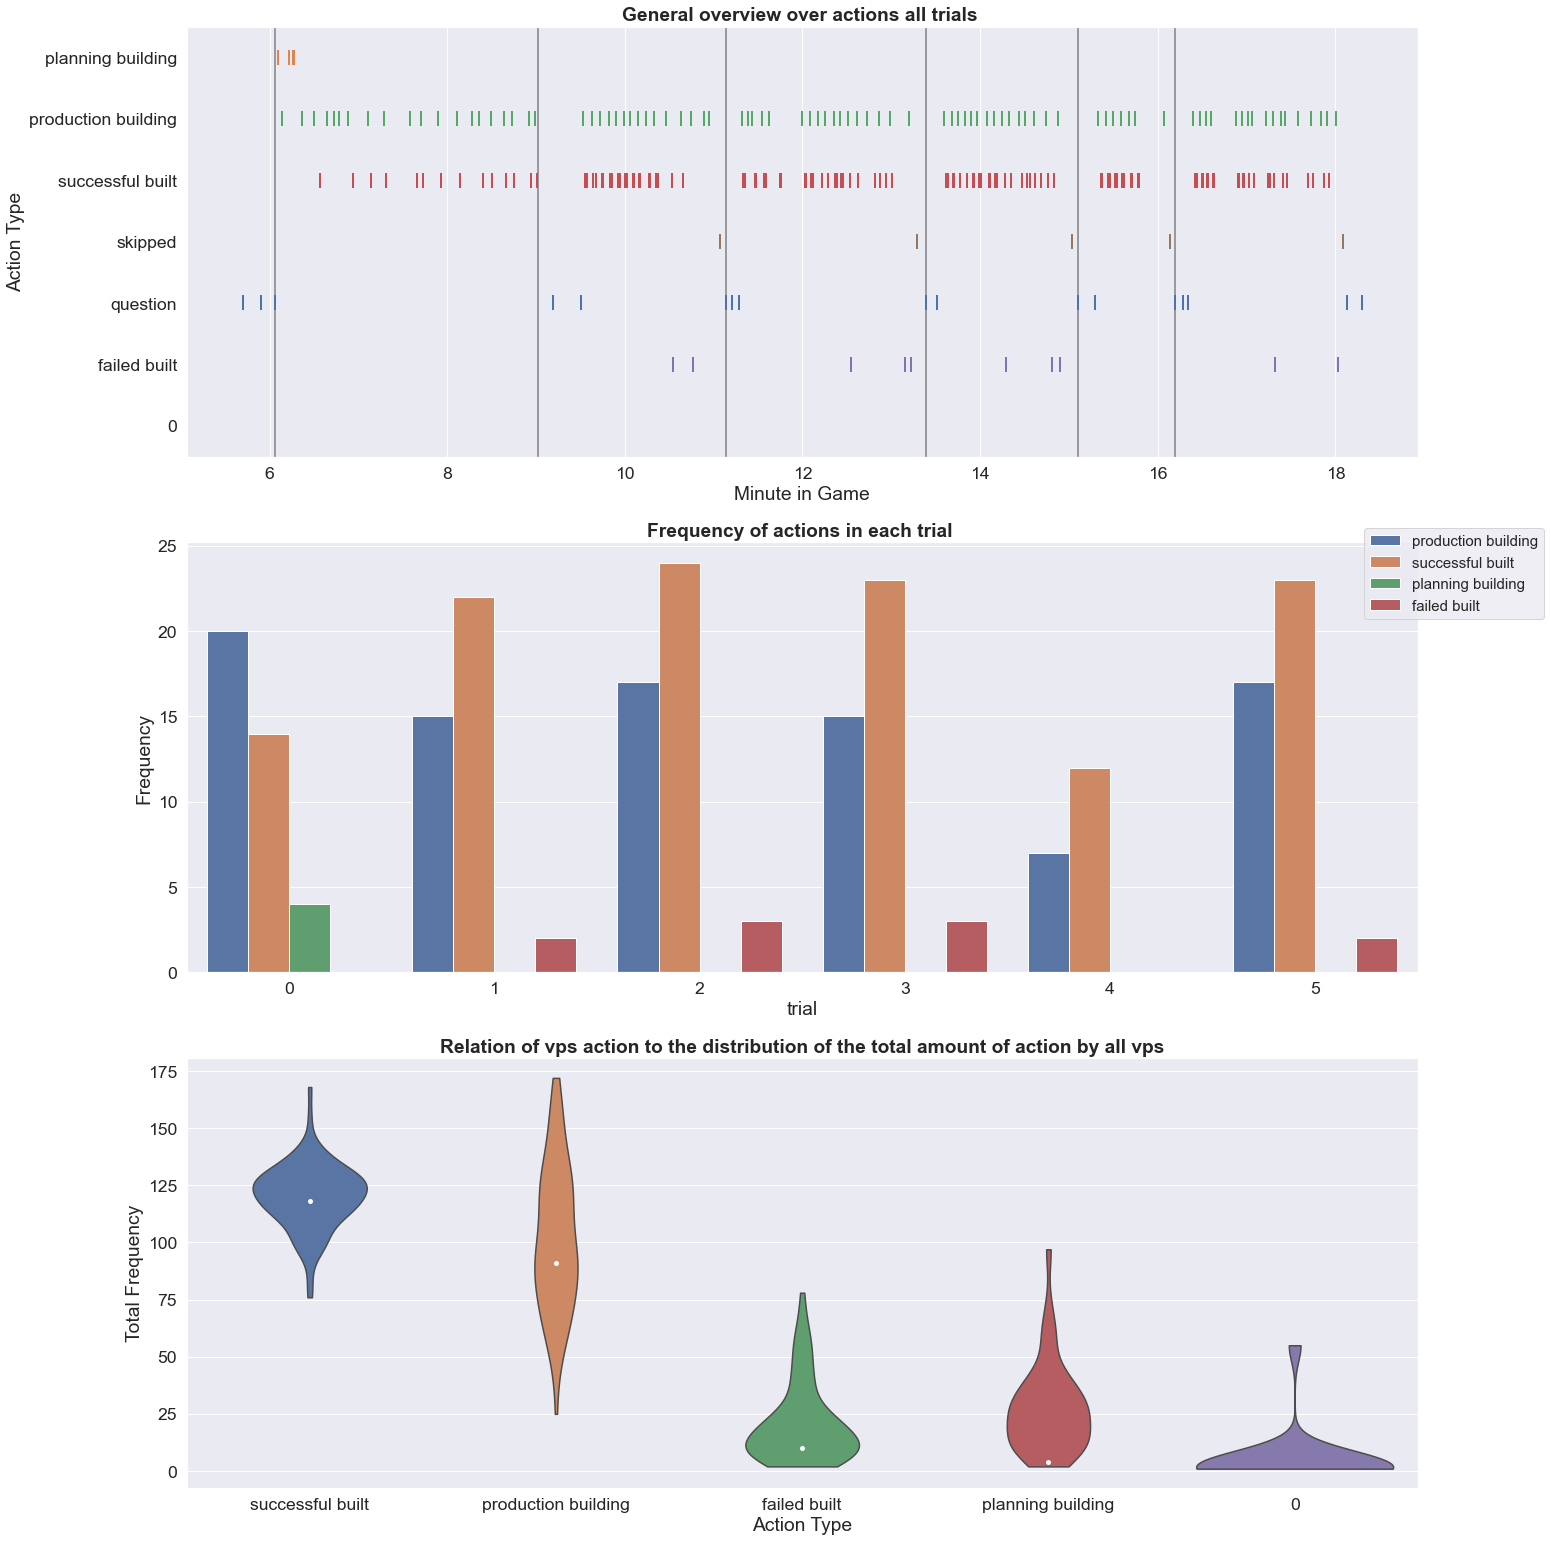 General overview over actions all trials
planning building
production building
successful built
skipped
question
failed built
0
Action Type
6 8 10 12 14 16 18
Minute in Game
Frequency of actions in each trial
production building
successful built
planning building
failed built
25
20
15
10
5
0
Frequency
0 1 2 3 4 5
trial
Relation of vps action to the distribution of the total amount of action by all vps
175
150
125
100
75
50
25
0
Total Frequency
successful built production building failed built planning building 0
Action Type